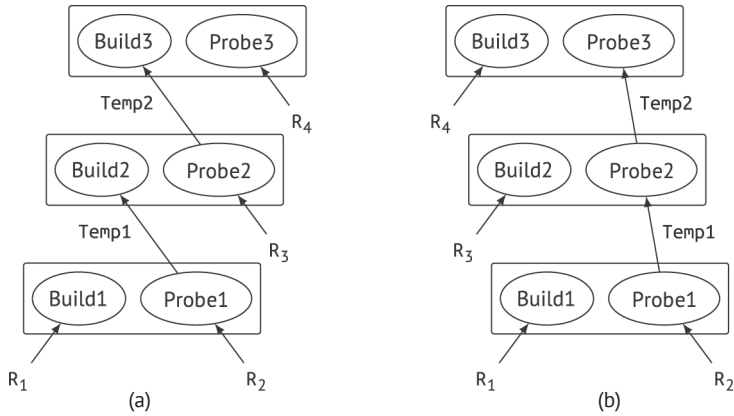 Build3 Probe3
Temp2
R4
Build2 Probe2
Temp1
R3
Build1 Probe1
R1 R2
(a)
Build3 Probe3
Temp2
R4
Build2 Probe2
Temp1
R3
Build1 Probe1
R1 R2
(b)